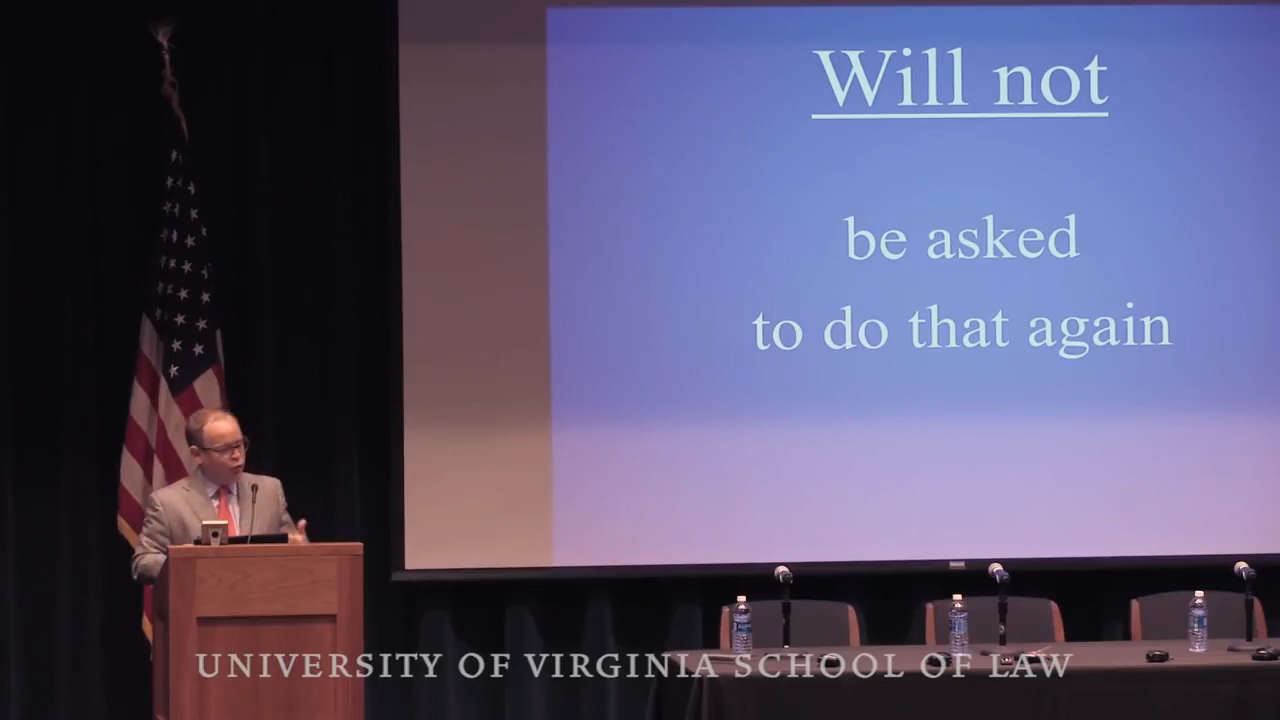 Will not
be asked
to do that again
UNIVERSITY OF VIRGINIA SCHOOL OF LAW